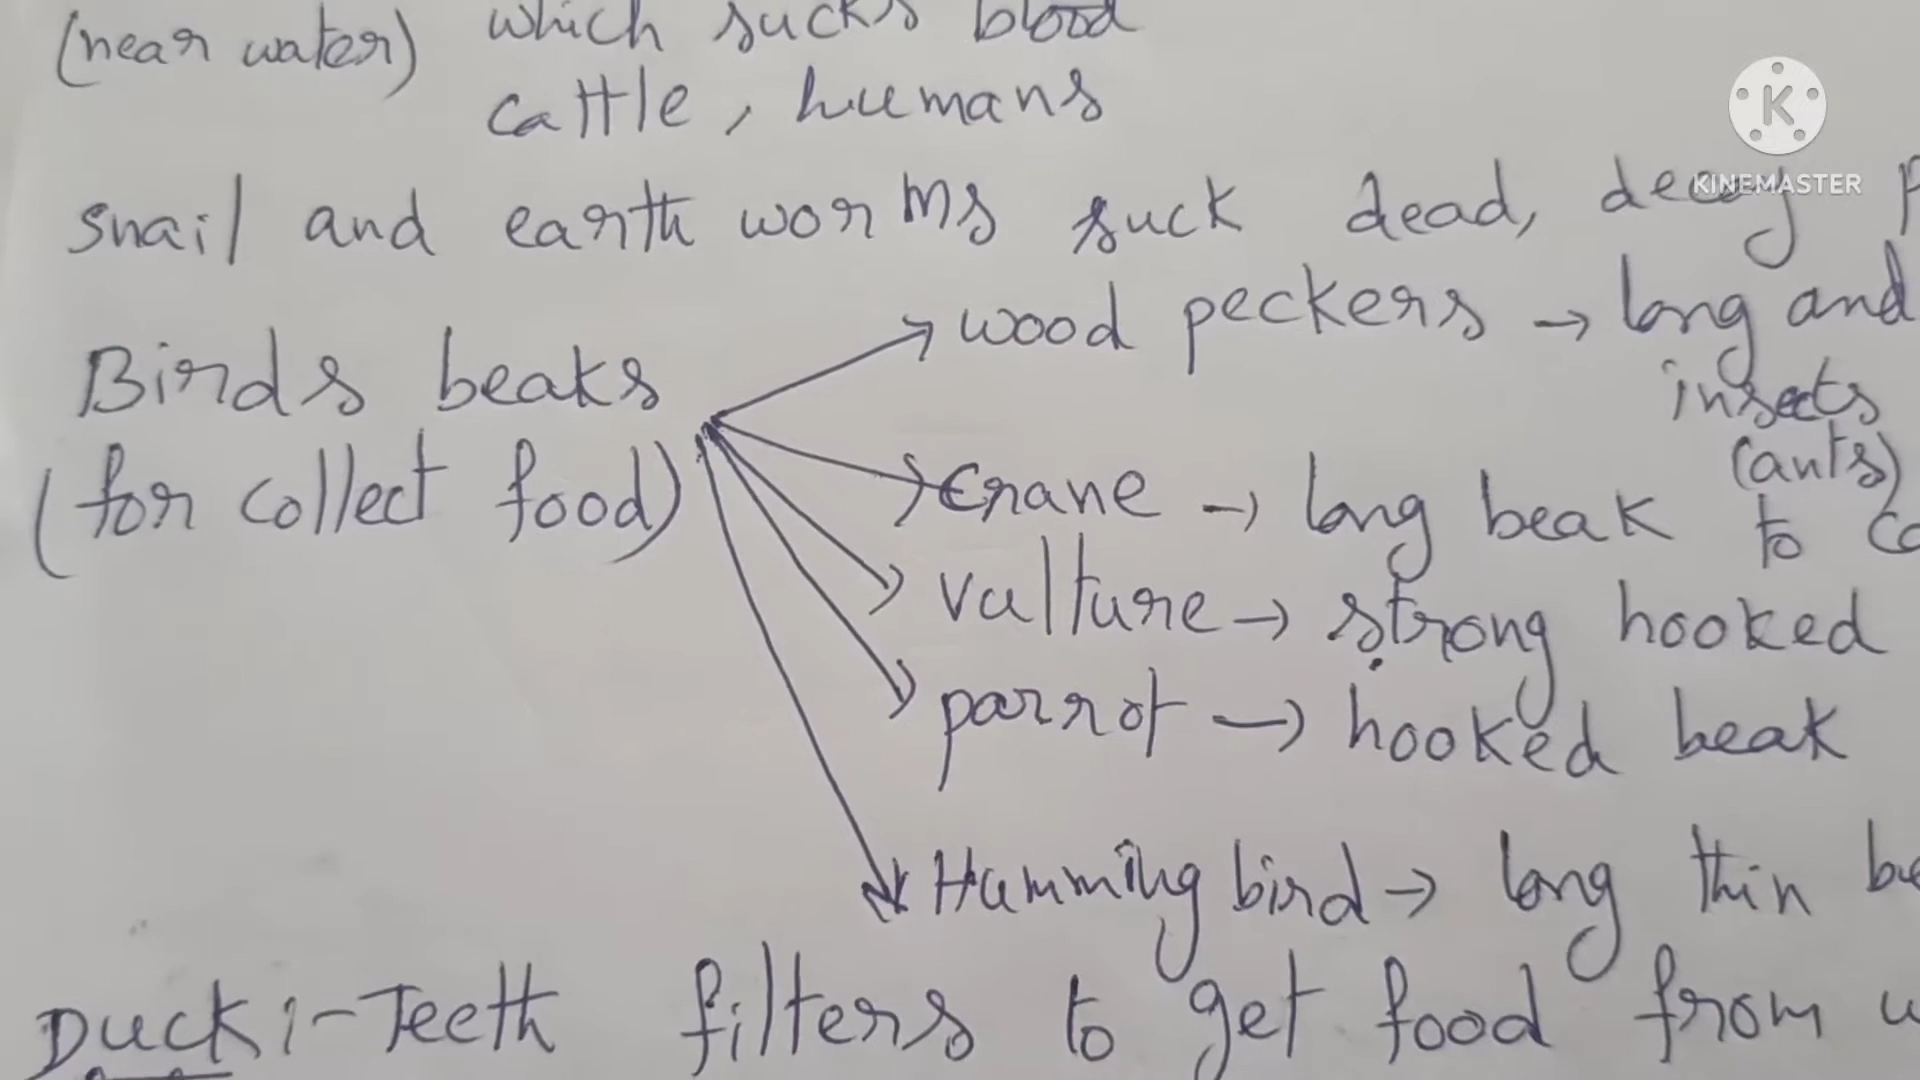 (near water) which sucks blood
cattle, humans
KINEMASTER
snail and earth worms suck dead, decay
wood peckers → long and
insects
(ants)
Birds beaks
(for collect food)
Crane → long beak to
vulture → strong hooked
parrot → hooked beak
Humming bird → long thin
Duck :- Teeth filters to get food from